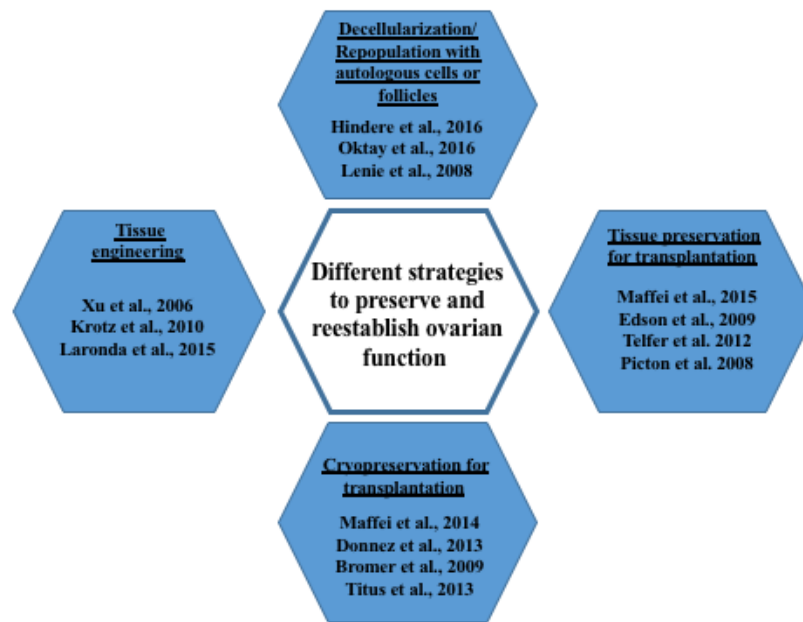 Decellularization/
Repopulation with
autologous cells or
follicles
Hindere et al., 2016
Oktay et al., 2016
Lenie et al., 2008
Tissue
engineering
Xu et al., 2006
Krotz et al., 2010
Laronda et al., 2015
Different strategies
to preserve and
reestablish ovarian
function
Tissue preservation
for transplantation
Maffei et al., 2015
Edson et al., 2009
Telfer et al. 2012
Picton et al. 2008
Cryopreservation for
transplantation
Maffei et al., 2014
Donnez et al., 2013
Bromer et al., 2009
Titus et al., 2013